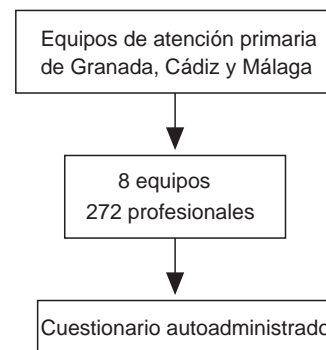 Equipos de atención primaria
de Granada, Cádiz y Málaga
8 equipos
272 profesionales
Cuestionario autoadministrado